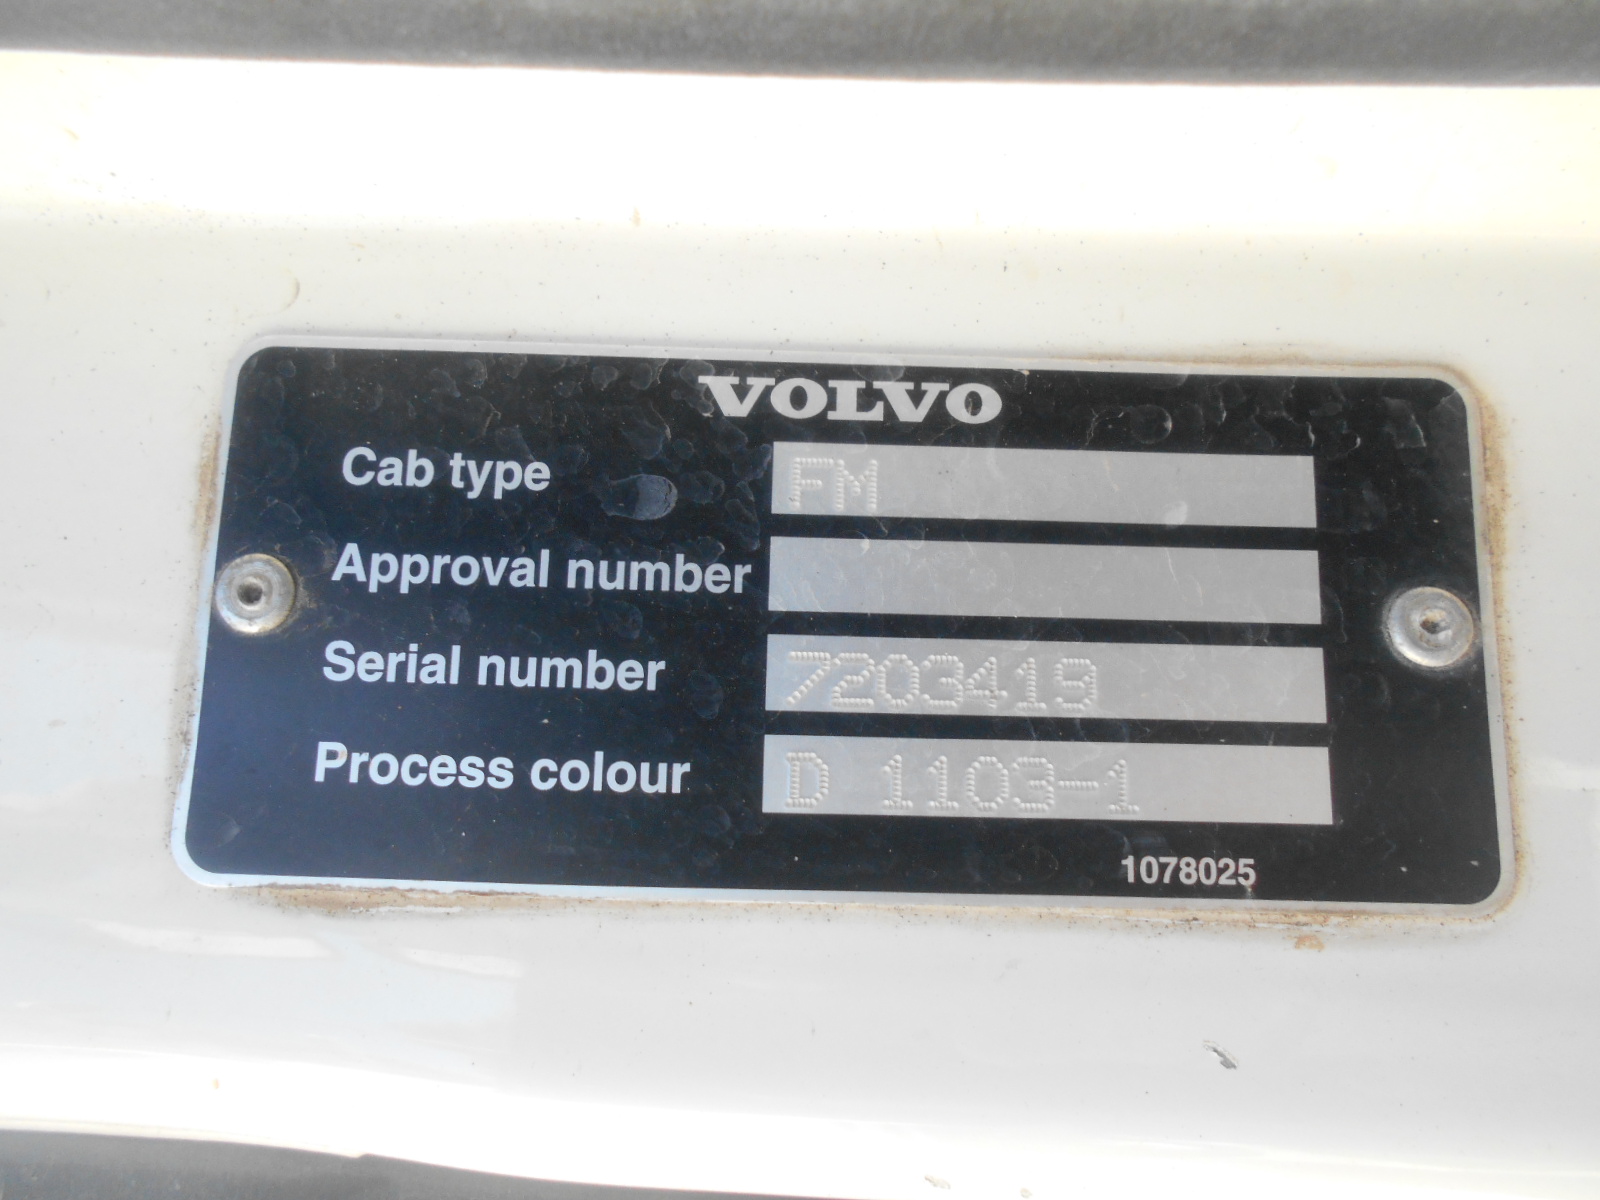 VOLVO
Cab type FM
Approval number
Serial number 7203419
Process colour D 1103-1
1078025